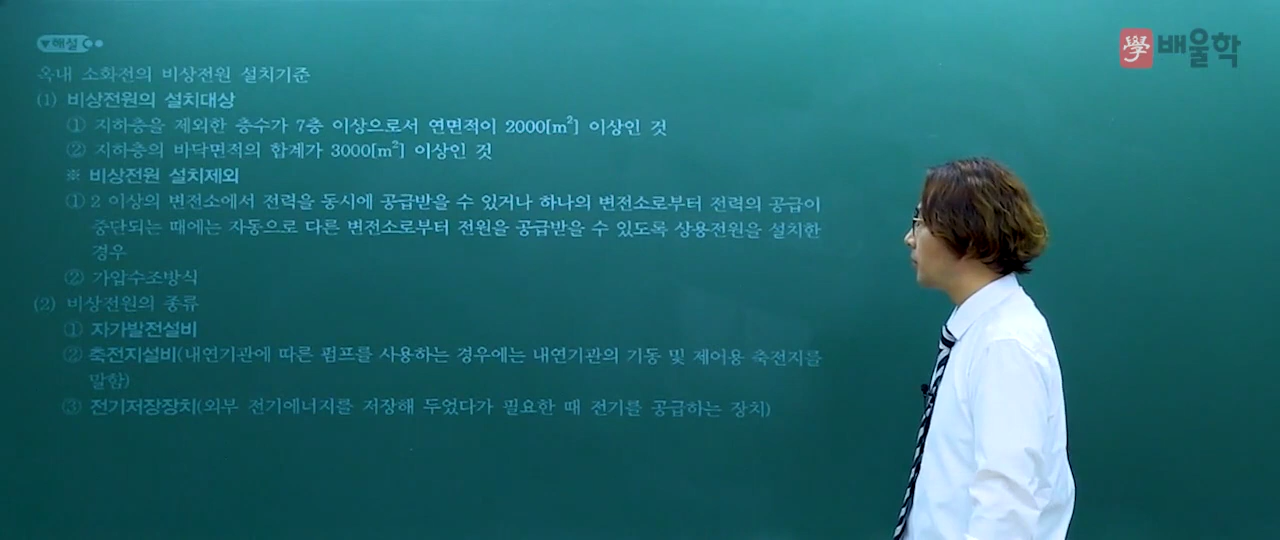 ▼해설
學 배울학
옥내 소화전의 비상전원 설치기준
(1) 비상전원의 설치대상
① 지하층을 제외한 층수가 7층 이상으로서 연면적이 2000[m²] 이상인 것
② 지하층의 바닥면적의 합계가 3000[m²] 이상인 것
※ 비상전원 설치제외
① 2 이상의 변전소에서 전력을 동시에 공급받을 수 있거나 하나의 변전소로부터 전력의 공급이
중단되는 때에는 자동으로 다른 변전소로부터 전원을 공급받을 수 있도록 상용전원을 설치한
경우
② 가압수조방식
(2) 비상전원의 종류
① 자가발전설비
② 축전지설비(내연기관에 따른 펌프를 사용하는 경우에는 내연기관의 기동 및 제어용 축전지를
말함)
③ 전기저장장치(외부 전기에너지를 저장해 두었다가 필요한 때 전기를 공급하는 장치)